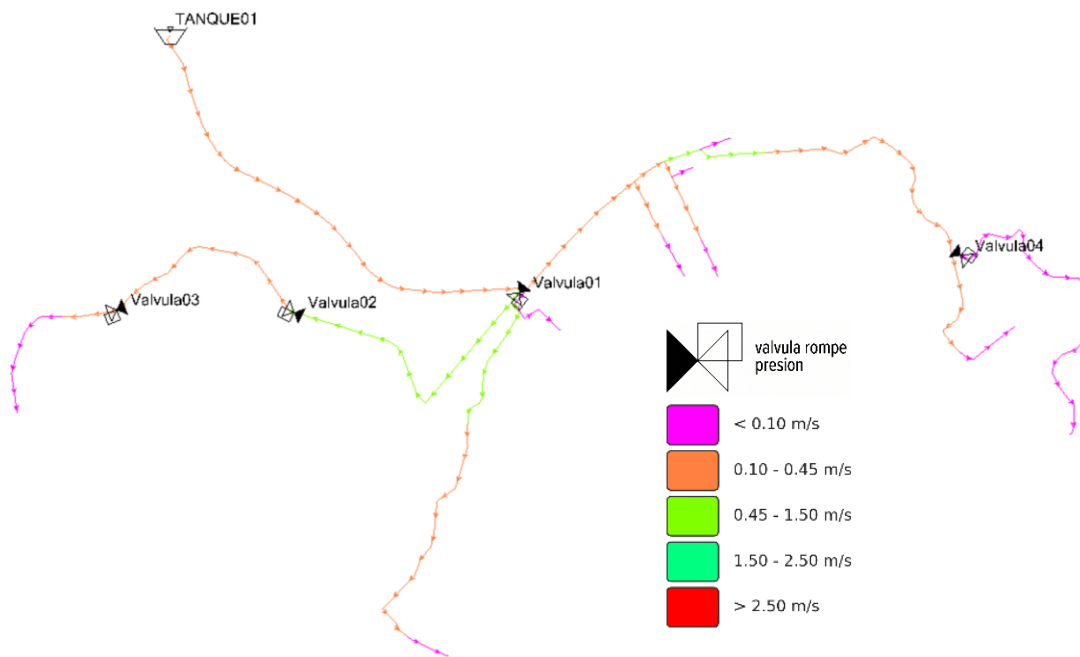 TANQUE01
Valvula04
Valvula01
Valvula03
Valvula02
valvula rompe
presion
< 0.10 m/s
0.10 - 0.45 m/s
0.45 - 1.50 m/s
1.50 - 2.50 m/s
> 2.50 m/s